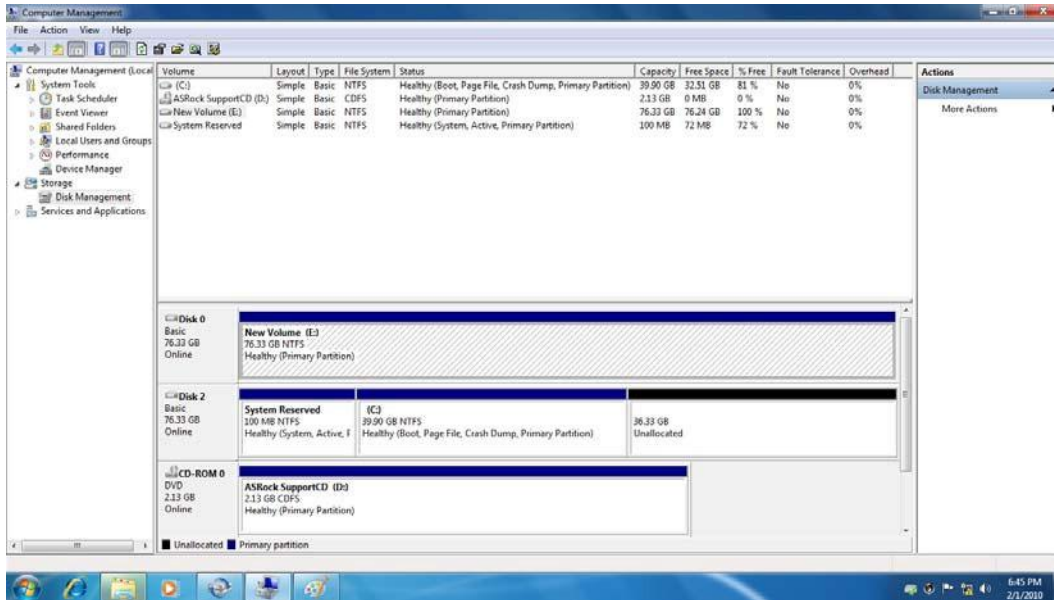 Computer Management
File Action View Help
Computer Management (Local
System Tools
Task Scheduler
Event Viewer
Shared Folders
Local Users and Groups
Performance
Device Manager
Storage
Disk Management
Services and Applications
Volume Layout Type File System Status Capacity Free Space % Free Fault Tolerance Overhead
(C:) Simple Basic NTFS Healthy (Boot, Page File, Crash Dump, Primary Partition) 39.90 GB 32.51 GB 81 % No 0%
ASRock SupportCD (D:) Simple Basic CDFS Healthy (Primary Partition) 2.13 GB 0 MB 0 % No 0%
New Volume (E:) Simple Basic NTFS Healthy (Primary Partition) 76.33 GB 76.24 GB 100 % No 0%
System Reserved Simple Basic NTFS Healthy (System, Active, Primary Partition) 100 MB 72 MB 72 % No 0%
Actions
Disk Management
More Actions
Disk 0
Basic
76.33 GB
Online
New Volume (E:)
76.33 GB NTFS
Healthy (Primary Partition)
Disk 2
Basic
76.33 GB
Online
System Reserved
100 MB NTFS
Healthy (System, Active, P
(C:)
39.90 GB NTFS
Healthy (Boot, Page File, Crash Dump, Primary Partition)
36.33 GB
Unallocated
CD-ROM 0
DVD
2.13 GB
Online
ASRock SupportCD (D:)
2.13 GB CDFS
Healthy (Primary Partition)
Unallocated Primary partition
6:45 PM
2/1/2010